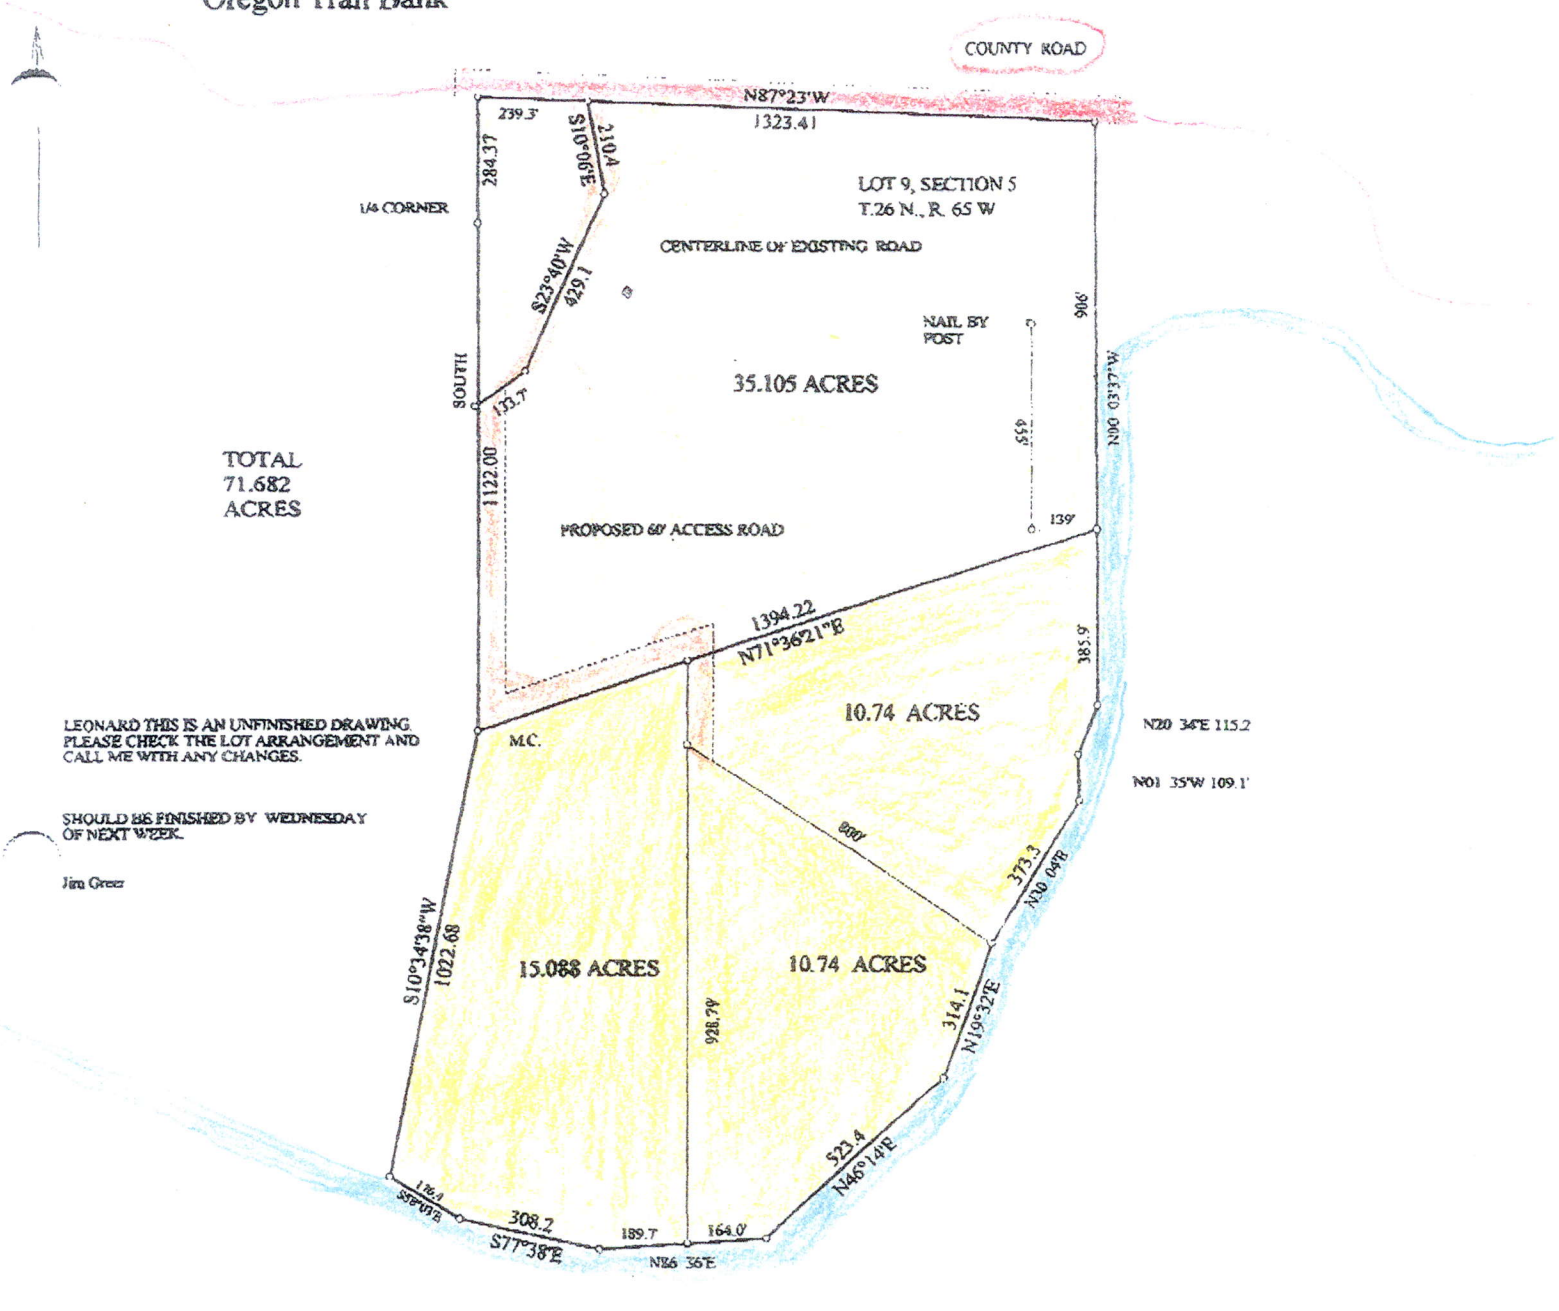 Oregon Trail Bank
COUNTY ROAD
N87°23'W
1323.41
239.3'
S10°06'E
210.4
284.37
1/4 CORNER
LOT 9, SECTION 5
T.26 N., R. 65 W
CENTERLINE OF EXISTING ROAD
S23°40'W
429.1
906'
NAIL BY
POST
SOUTH
133.7'
35.105 ACRES
N00 03'37"W
455'
TOTAL
71.682
ACRES
1122.00
PROPOSED 60' ACCESS ROAD
139'
1394.22
N71°36'21"E
385.9'
10.74 ACRES
N20 34'E 115.2
LEONARD THIS IS AN UNFINISHED DRAWING.
PLEASE CHECK THE LOT ARRANGEMENT AND
CALL ME WITH ANY CHANGES.
M.C.
N01 35'W 109.1'
SHOULD BE FINISHED BY WEDNESDAY
OF NEXT WEEK.
800'
373.3
N30 04'E
Jim Greer
S10°34'38"W
1022.68
15.088 ACRES
10.74 ACRES
928.79'
314.1
N19°32'E
523.4
N46°14'E
308.2
S77°38'E
189.7'
164.0'
N86 36'E